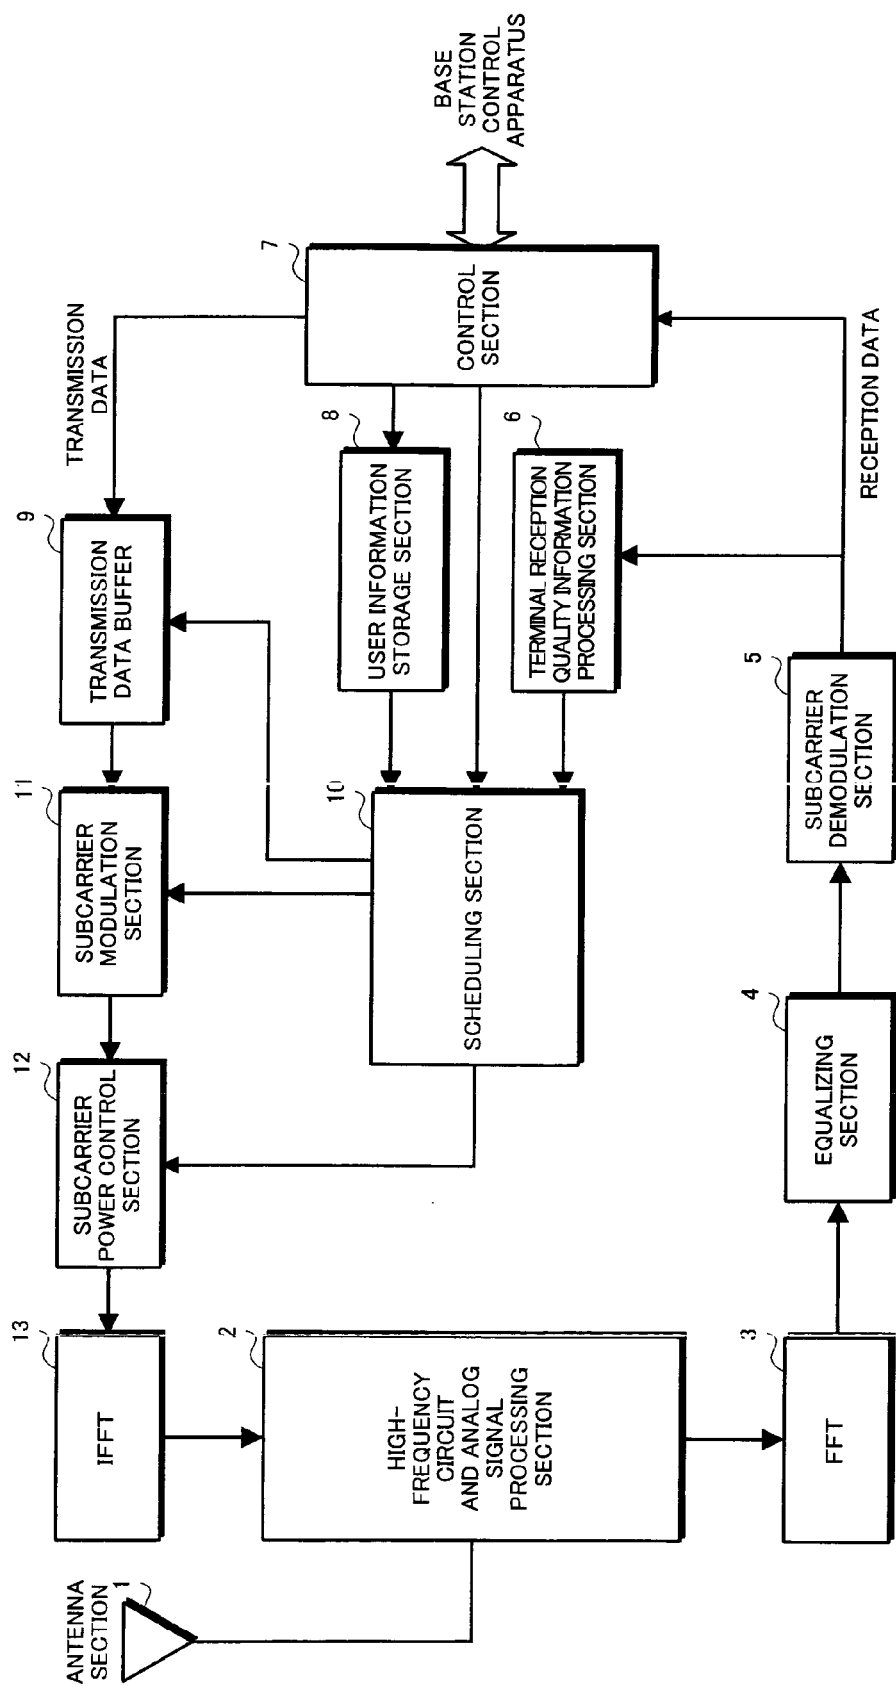 ANTENNA
SECTION
1
13
IFFT
2
HIGH-
FREQUENCY
CIRCUIT
AND ANALOG
SIGNAL
PROCESSING
SECTION
3
FFT
12
SUBCARRIER
POWER CONTROL
SECTION
11
SUBCARRIER
MODULATION
SECTION
10
SCHEDULING SECTION
4
EQUALIZING
SECTION
9
TRANSMISSION
DATA BUFFER
8
USER INFORMATION
STORAGE SECTION
6
TERMINAL RECEPTION
QUALITY INFORMATION
PROCESSING SECTION
5
SUBCARRIER
DEMODULATION
SECTION
TRANSMISSION
DATA
7
CONTROL
SECTION
RECEPTION DATA
BASE
STATION
CONTROL
APPARATUS